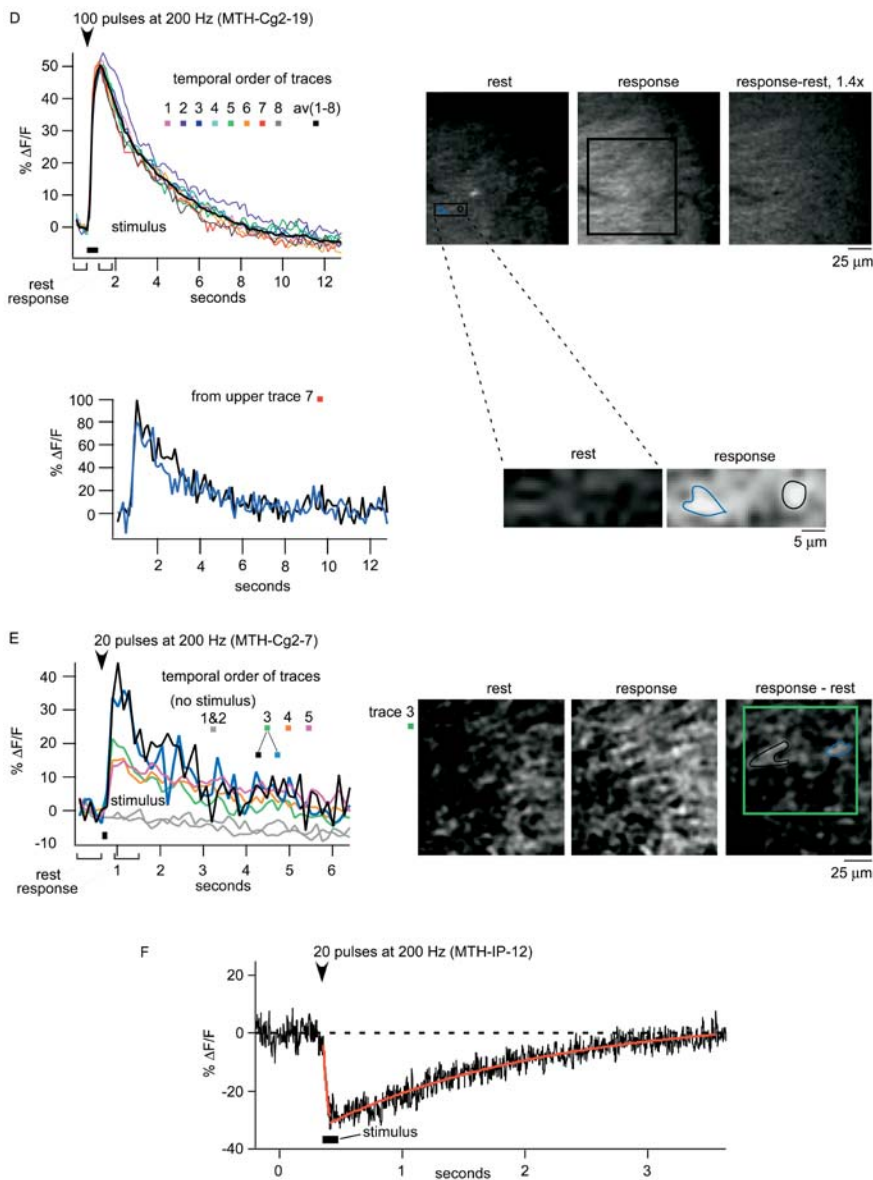 D
100 pulses at 200 Hz (MTH-Cg2-19)
50
40
30
20
10
0
% ΔF/F
temporal order of traces
1 2 3 4 5 6 7 8 av(1-8)
stimulus
rest
response
2 4 6 8 10 12
seconds
rest
response
response-rest, 1.4x
25 μm
from upper trace 7
100
80
60
40
20
0
% ΔF/F
2 4 6 8 10 12
seconds
rest
response
5 μm
E
20 pulses at 200 Hz (MTH-Cg2-7)
40
30
20
10
0
-10
% ΔF/F
temporal order of traces
(no stimulus)
1&2 3 4 5
stimulus
rest
response
1 2 3 4 5 6
seconds
trace 3
rest
response
response - rest
25 μm
F
20 pulses at 200 Hz (MTH-IP-12)
20
0
-20
-40
% ΔF/F
stimulus
0 1 2 3
seconds